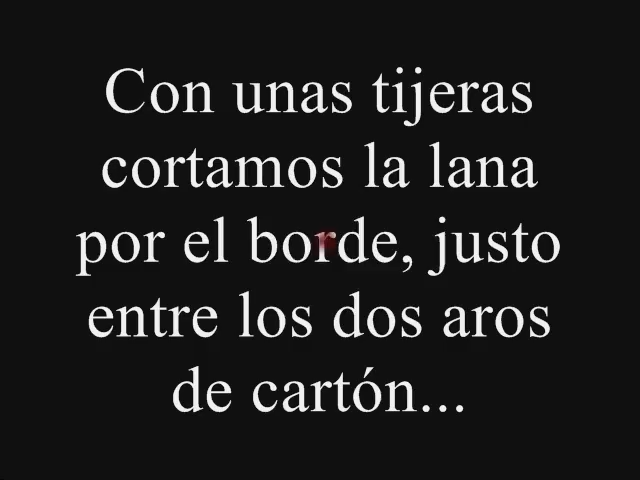 Con unas tijeras
cortamos la lana
por el borde, justo
entre los dos aros
de cartón...